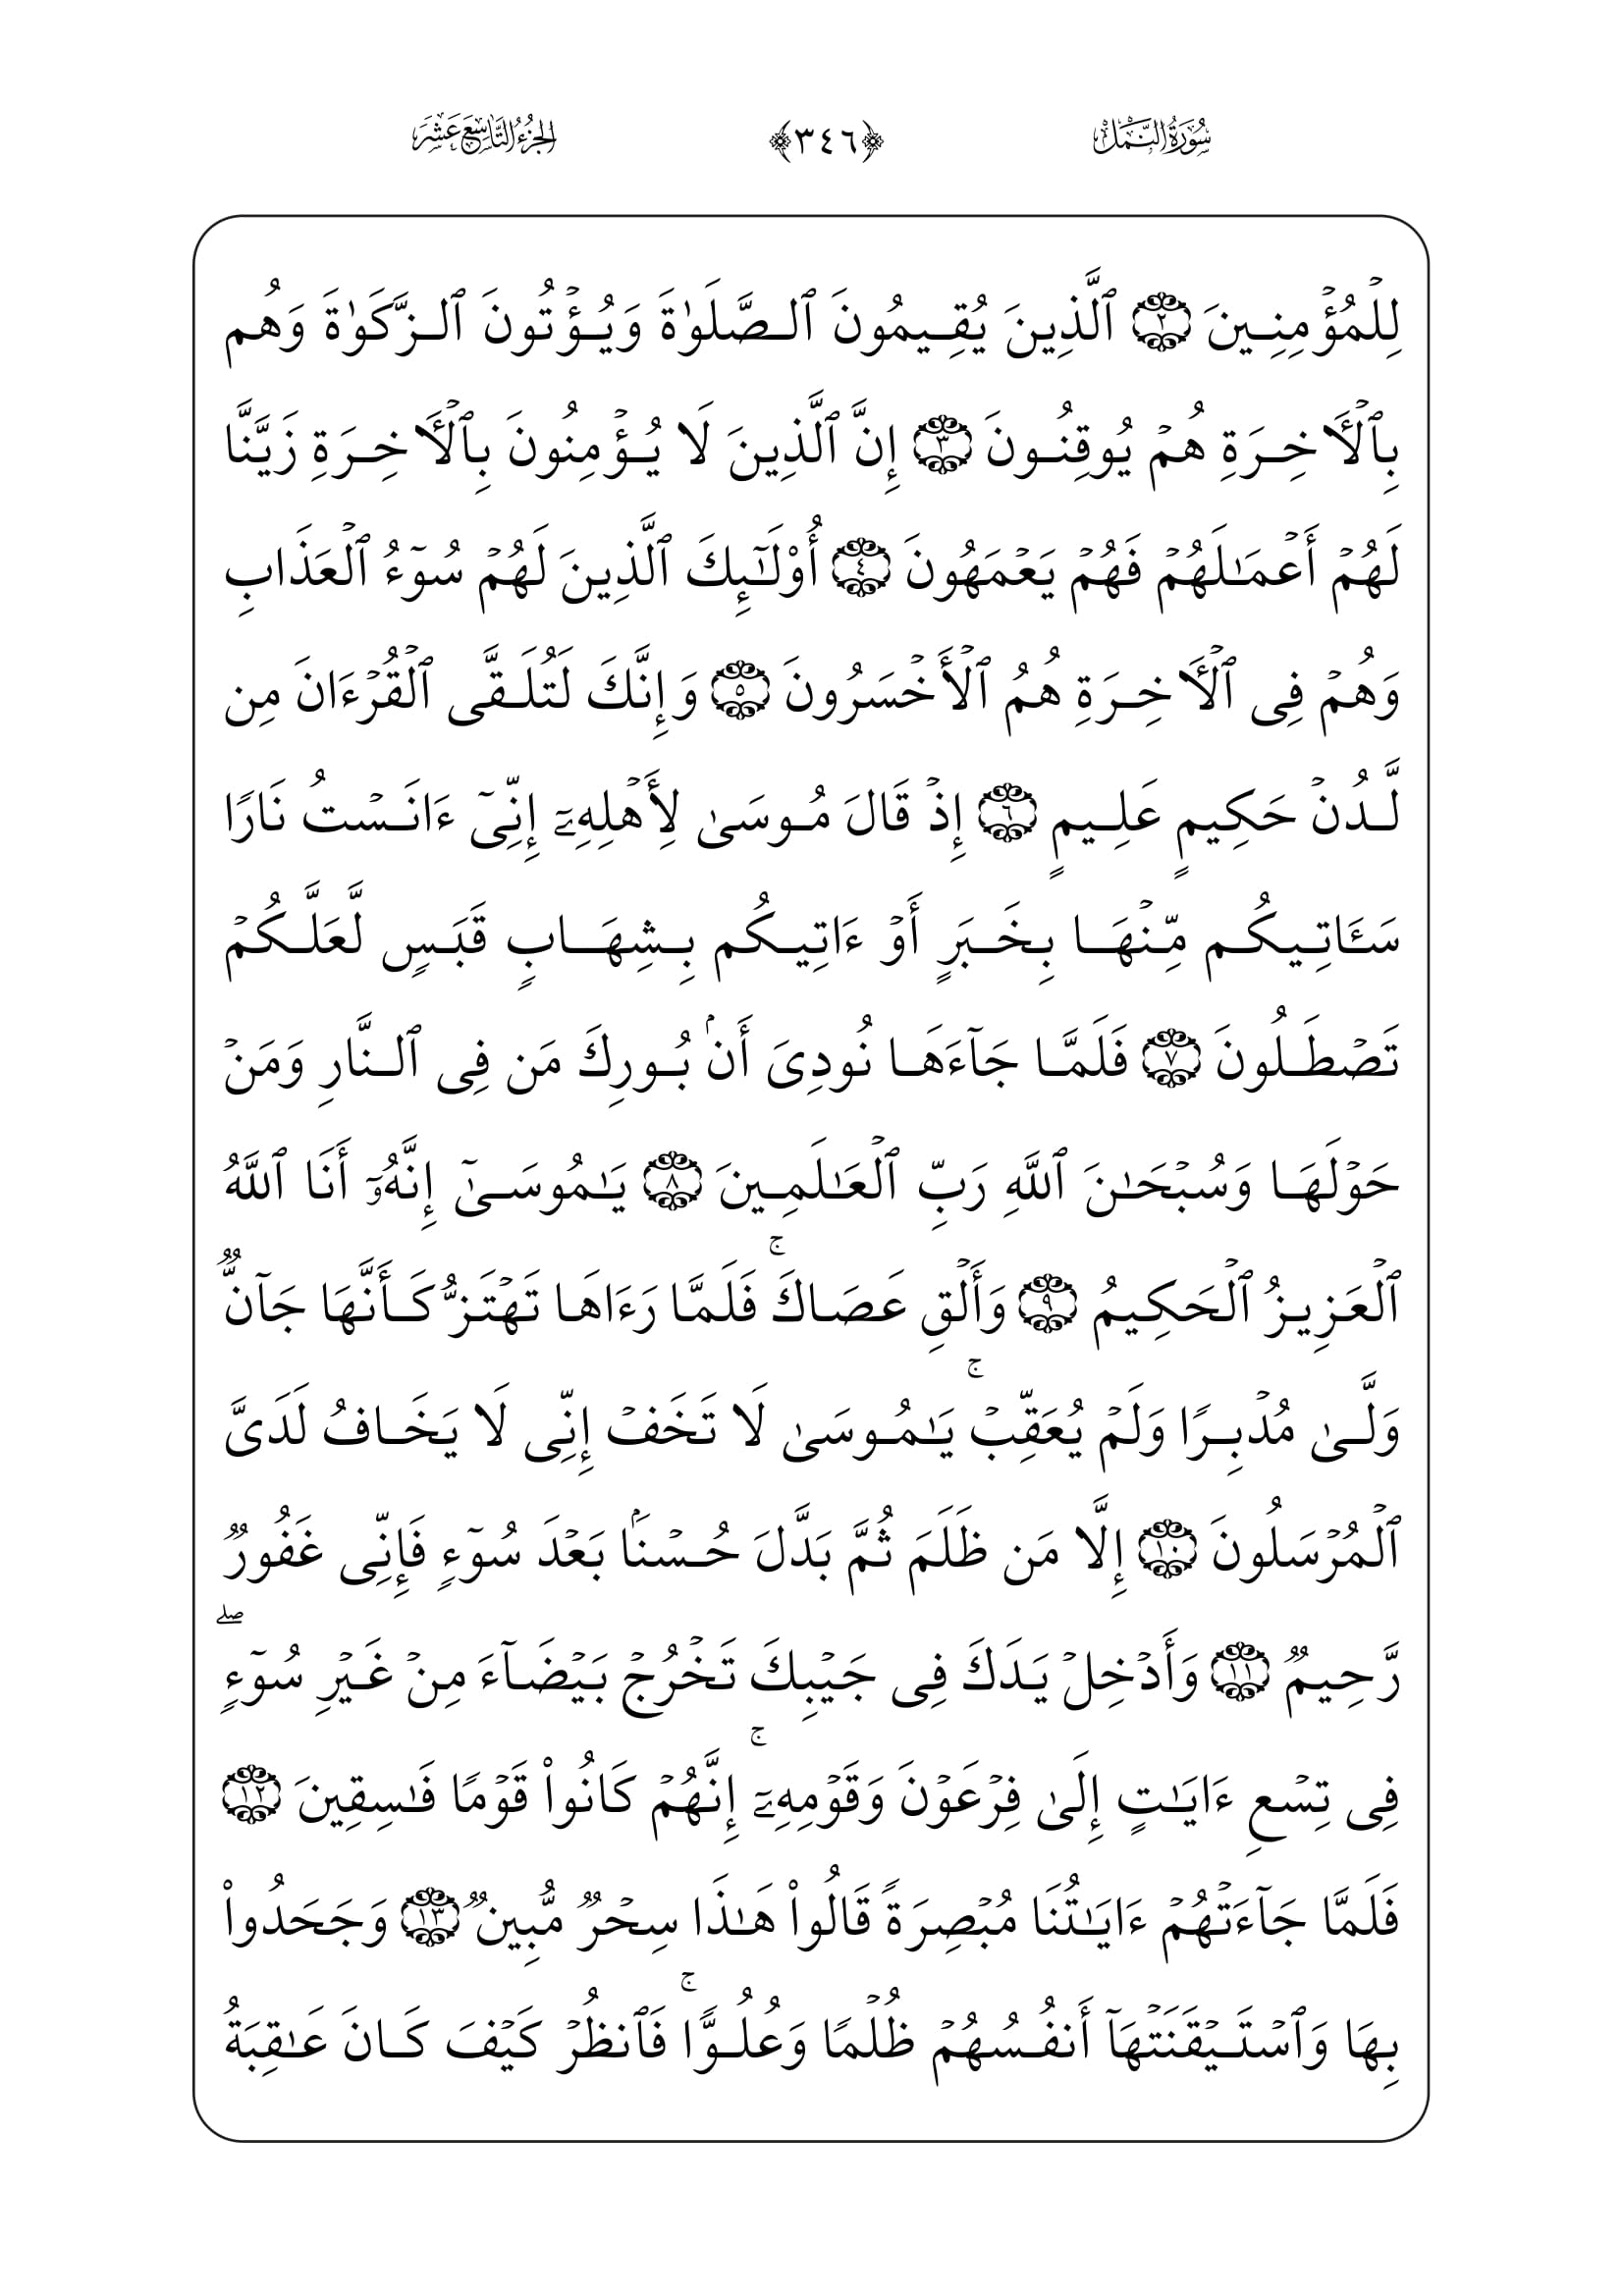 سُورَةُ النَّمْلِ ﴿٣٤٦﴾ الجُزْءُ التَّاسِعَ عَشَرَ
لِلۡمُؤۡمِنِينَ ٢ ٱلَّذِينَ يُقِيمُونَ ٱلصَّلَوٰةَ وَيُؤۡتُونَ ٱلزَّكَوٰةَ وَهُم
بِٱلۡأٓخِرَةِ هُمۡ يُوقِنُونَ ٣ إِنَّ ٱلَّذِينَ لَا يُؤۡمِنُونَ بِٱلۡأٓخِرَةِ زَيَّنَّا
لَهُمۡ أَعۡمَٰلَهُمۡ فَهُمۡ يَعۡمَهُونَ ٤ أُوْلَٰٓئِكَ ٱلَّذِينَ لَهُمۡ سُوٓءُ ٱلۡعَذَابِ
وَهُمۡ فِى ٱلۡأٓخِرَةِ هُمُ ٱلۡأَخۡسَرُونَ ٥ وَإِنَّكَ لَتُلَقَّى ٱلۡقُرۡءَانَ مِن
لَّدُنۡ حَكِيمٍ عَلِيمٍ ٦ إِذۡ قَالَ مُوسَىٰ لِأَهۡلِهِۦٓ إِنِّىٓ ءَانَسۡتُ نَارًا
سَـَٔاتِيكُم مِّنۡهَا بِخَبَرٍ أَوۡ ءَاتِيكُم بِشِهَابٍ قَبَسٍ لَّعَلَّكُمۡ
تَصۡطَلُونَ ٧ فَلَمَّا جَآءَهَا نُودِىَ أَنۢ بُورِكَ مَن فِى ٱلنَّارِ وَمَنۡ
حَوۡلَهَا وَسُبۡحَٰنَ ٱللَّهِ رَبِّ ٱلۡعَٰلَمِينَ ٨ يَٰمُوسَىٰٓ إِنَّهُۥٓ أَنَا ٱللَّهُ
ٱلۡعَزِيزُ ٱلۡحَكِيمُ ٩ وَأَلۡقِ عَصَاكَۚ فَلَمَّا رَءَاهَا تَهۡتَزُّ كَأَنَّهَا جَآنࣱّ
وَلَّىٰ مُدۡبِرًا وَلَمۡ يُعَقِّبۡۚ يَٰمُوسَىٰ لَا تَخَفۡ إِنِّى لَا يَخَافُ لَدَىَّ
ٱلۡمُرۡسَلُونَ ١٠ إِلَّا مَن ظَلَمَ ثُمَّ بَدَّلَ حُسۡنَۢا بَعۡدَ سُوٓءٍ فَإِنِّى غَفُورࣱ
رَّحِيمࣱ ١١ وَأَدۡخِلۡ يَدَكَ فِى جَيۡبِكَ تَخۡرُجۡ بَيۡضَآءَ مِنۡ غَيۡرِ سُوٓءٍۖ
فِى تِسۡعِ ءَايَٰتٍ إِلَىٰ فِرۡعَوۡنَ وَقَوۡمِهِۦٓۚ إِنَّهُمۡ كَانُواْ قَوۡمًا فَٰسِقِينَ ١٢
فَلَمَّا جَآءَتۡهُمۡ ءَايَٰتُنَا مُبۡصِرَةً قَالُواْ هَٰذَا سِحۡرࣱ مُّبِينࣱ ١٣ وَجَحَدُواْ
بِهَا وَٱسۡتَيۡقَنَتۡهَآ أَنفُسُهُمۡ ظُلۡمًا وَعُلُوًّاۚ فَٱنظُرۡ كَيۡفَ كَانَ عَٰقِبَةُ